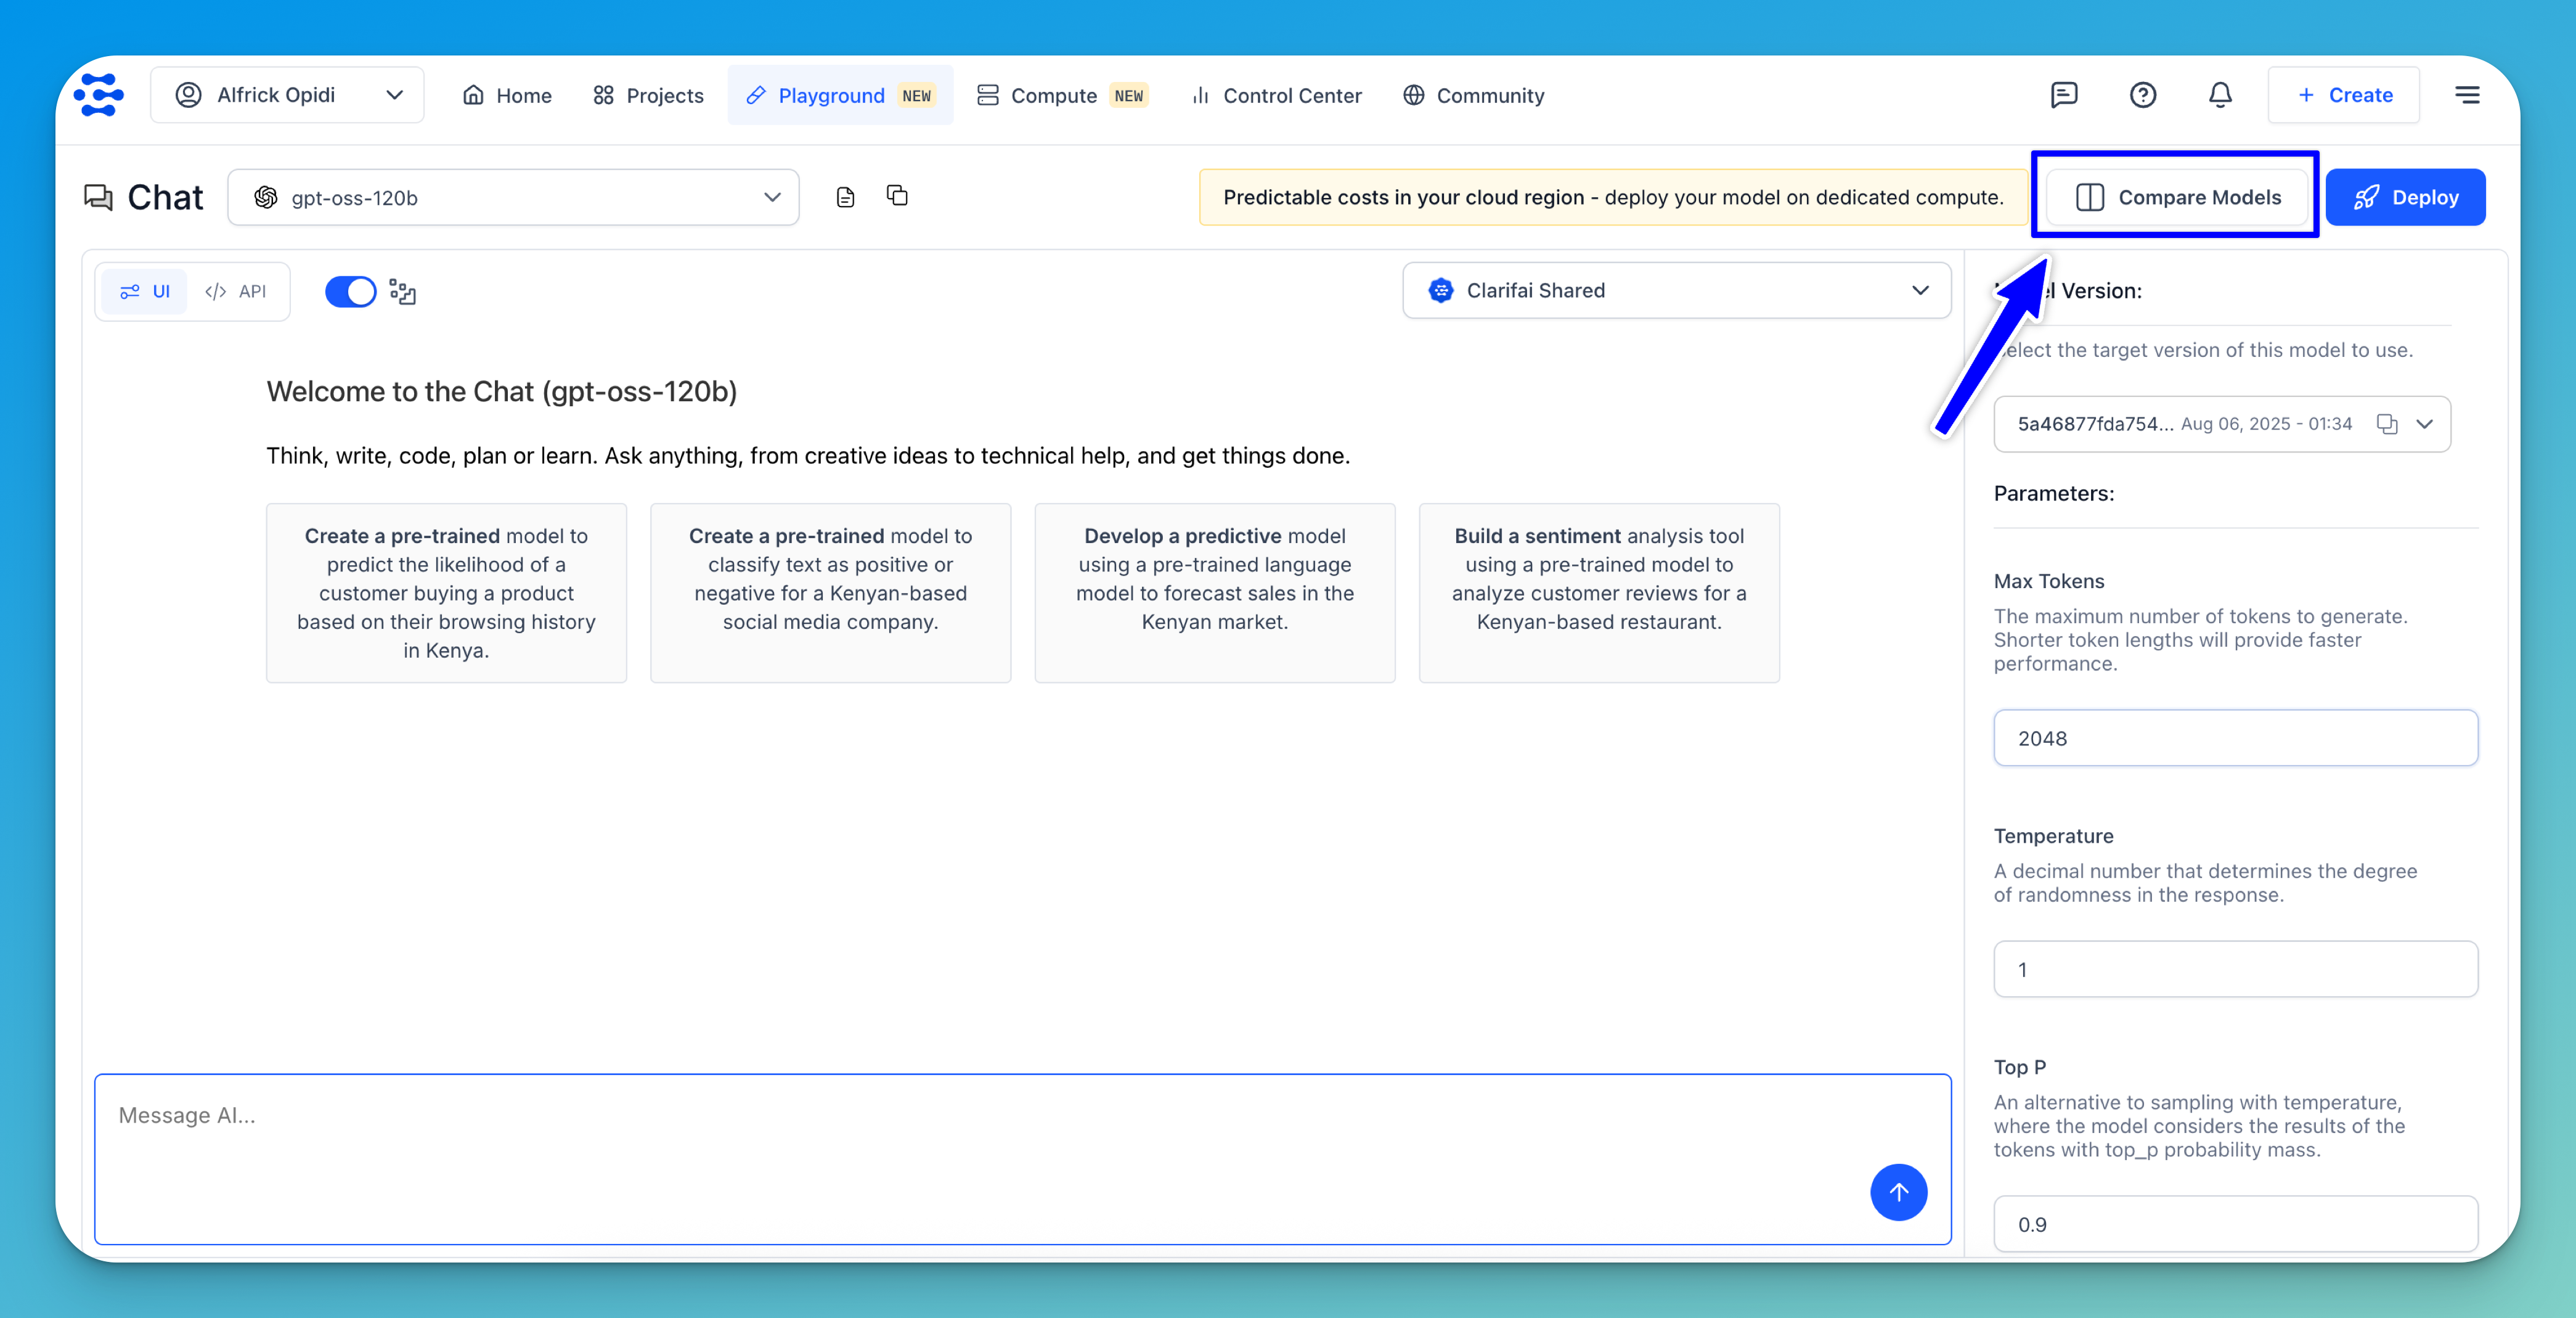 Alfrick Opidi
Home
Projects
Playground NEW
Compute NEW
Control Center
Community
+ Create
Chat
gpt-oss-120b
Predictable costs in your cloud region - deploy your model on dedicated compute.
Compare Models
Deploy
UI
</> API
Clarifai Shared
Welcome to the Chat (gpt-oss-120b)
Think, write, code, plan or learn. Ask anything, from creative ideas to technical help, and get things done.
Create a pre-trained model to
predict the likelihood of a
customer buying a product
based on their browsing history
in Kenya.
Create a pre-trained model to
classify text as positive or
negative for a Kenyan-based
social media company.
Develop a predictive model
using a pre-trained language
model to forecast sales in the
Kenyan market.
Build a sentiment analysis tool
using a pre-trained model to
analyze customer reviews for a
Kenyan-based restaurant.
Message AI...
Version:
the target version of this model to use.
5a46877fda754... Aug 06, 2025 - 01:34
Parameters:
Max Tokens
The maximum number of tokens to generate.
Shorter token lengths will provide faster
performance.
2048
Temperature
A decimal number that determines the degree
of randomness in the response.
1
Top P
An alternative to sampling with temperature,
where the model considers the results of the
tokens with top_p probability mass.
0.9